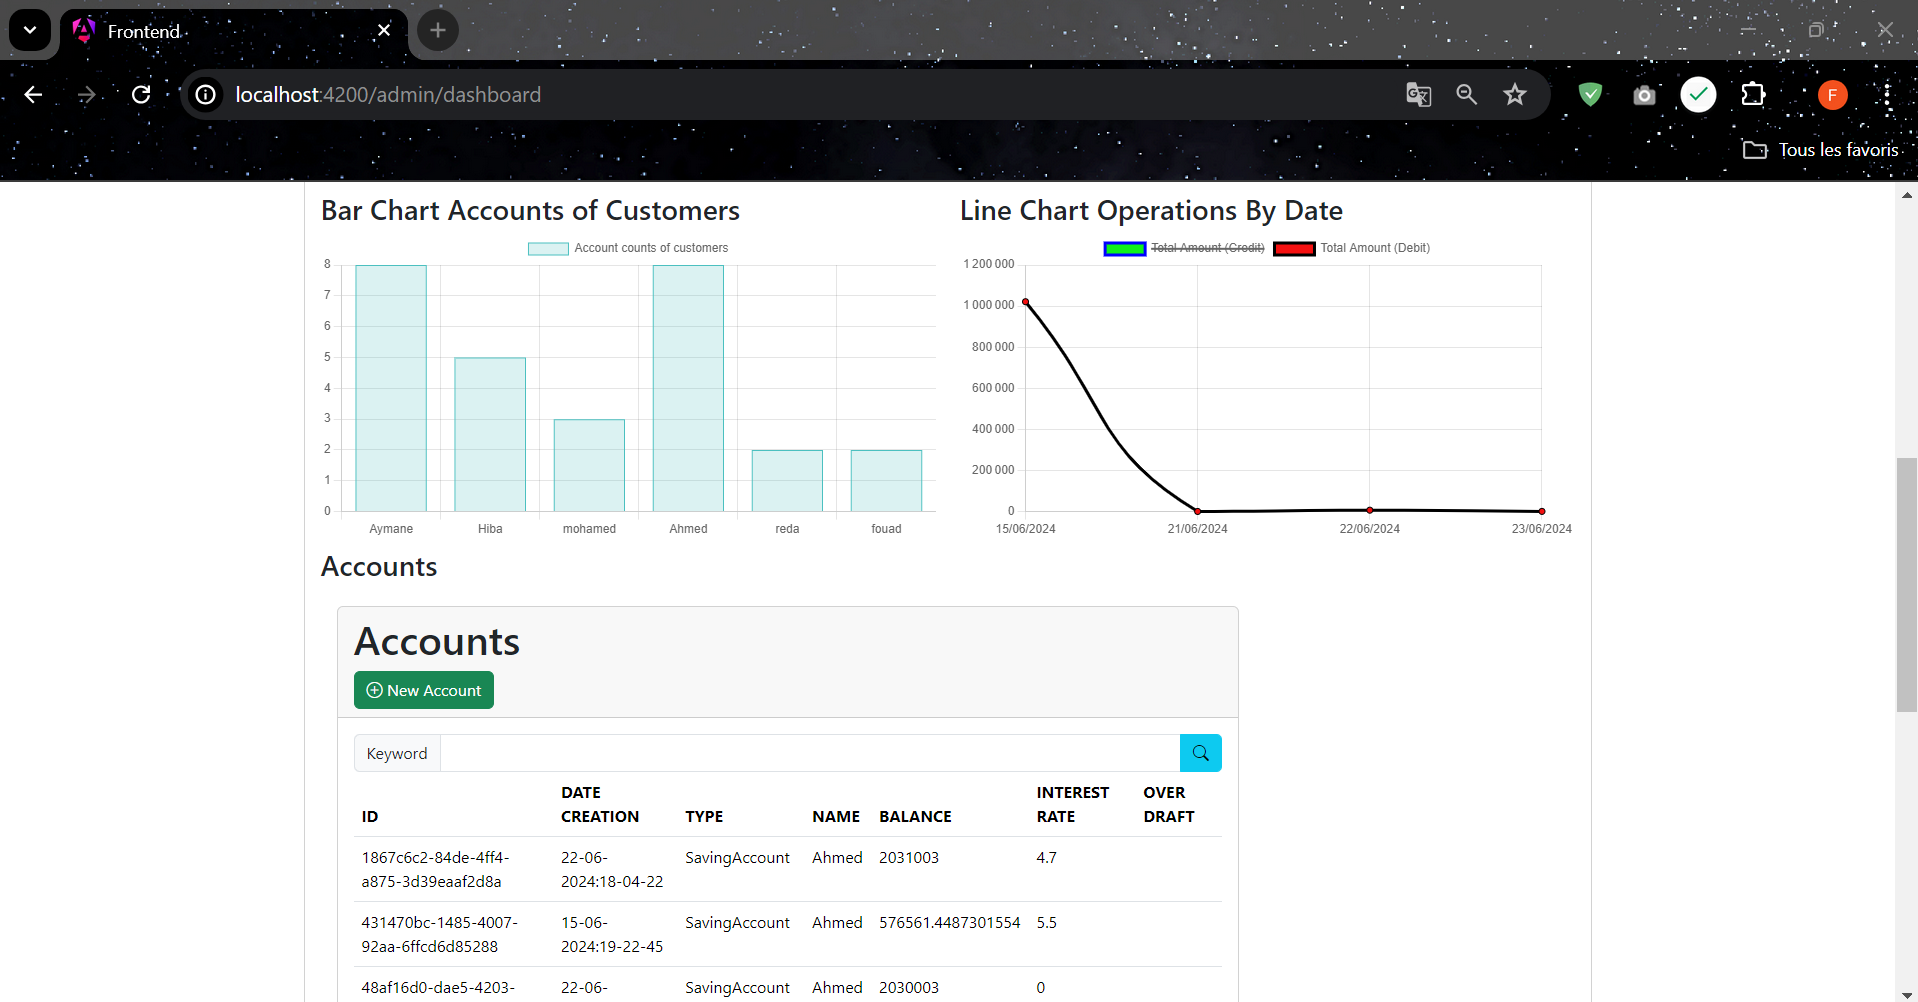 Frontend
localhost:4200/admin/dashboard
F
Tous les favoris
Bar Chart Accounts of Customers
Account counts of customers
8
7
6
5
4
3
2
1
0
Aymane Hiba mohamed Ahmed reda fouad
Line Chart Operations By Date
Total Amount (Credit) Total Amount (Debit)
1 200 000
1 000 000
800 000
600 000
400 000
200 000
0
15/06/2024 21/06/2024 22/06/2024 23/06/2024
Accounts
Accounts
New Account
Keyword
ID DATE CREATION TYPE NAME BALANCE INTEREST RATE OVER DRAFT
1867c6c2-84de-4ff4- 22-06- SavingAccount Ahmed 2031003 4.7
a875-3d39eaaf2d8a 2024:18-04-22
431470bc-1485-4007- 15-06- SavingAccount Ahmed 576561.4487301554 5.5
92aa-6ffcd6d85288 2024:19-22-45
48af16d0-dae5-4203- 22-06- SavingAccount Ahmed 2030003 0